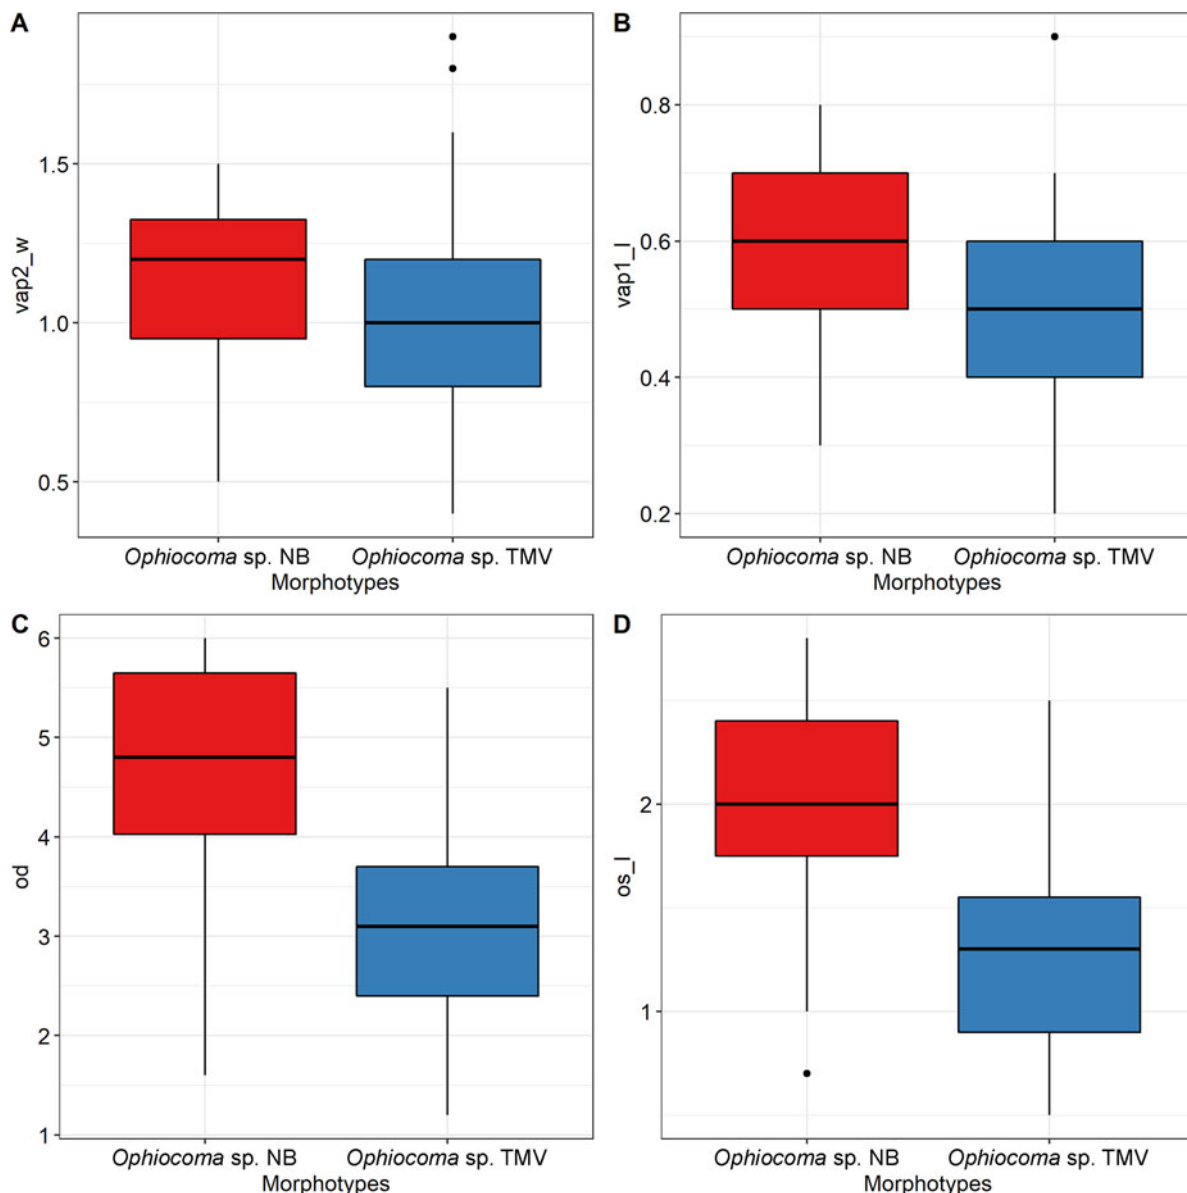 A
vap2_w
1.5
1.0
0.5
Ophiocoma sp. NB Ophiocoma sp. TMV
Morphotypes
B
vap1_l
0.8
0.6
0.4
0.2
Ophiocoma sp. NB Ophiocoma sp. TMV
Morphotypes
C
od
6
5
4
3
2
1
Ophiocoma sp. NB Ophiocoma sp. TMV
Morphotypes
D
os_l
2
1
Ophiocoma sp. NB Ophiocoma sp. TMV
Morphotypes